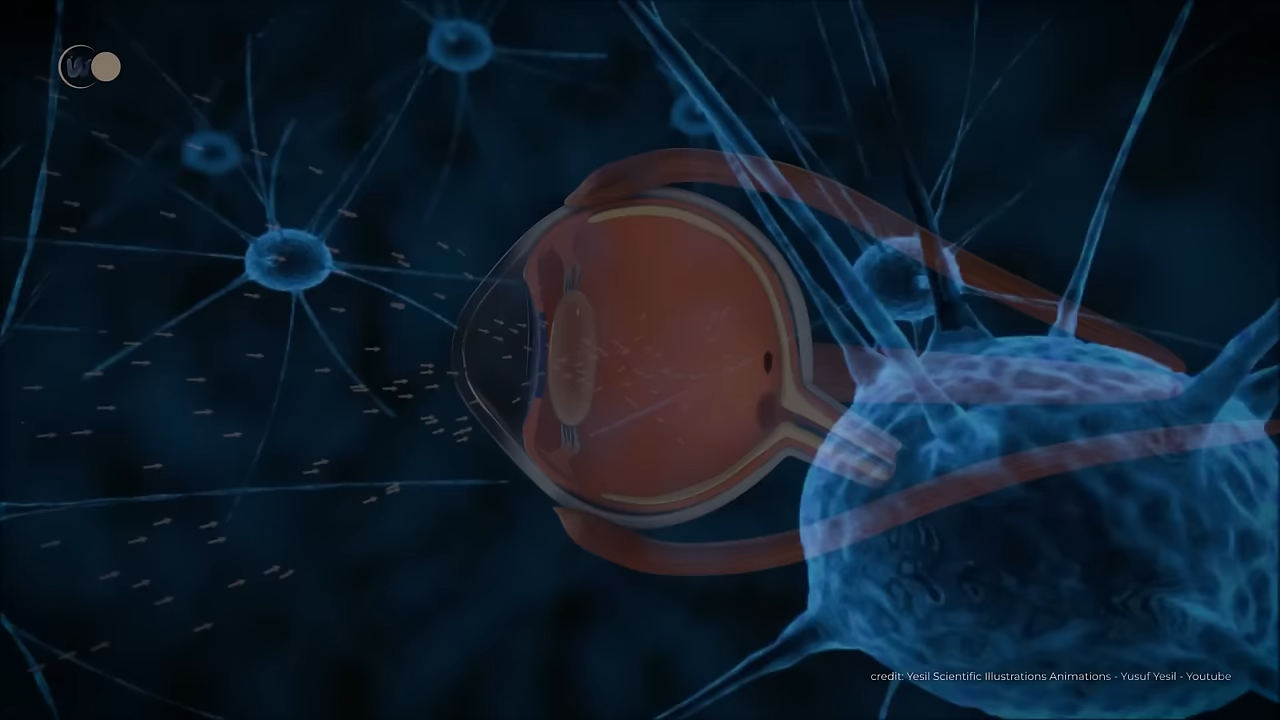 credit: Yesil Scientific Illustrations Animations - Yusuf Yesil - Youtube